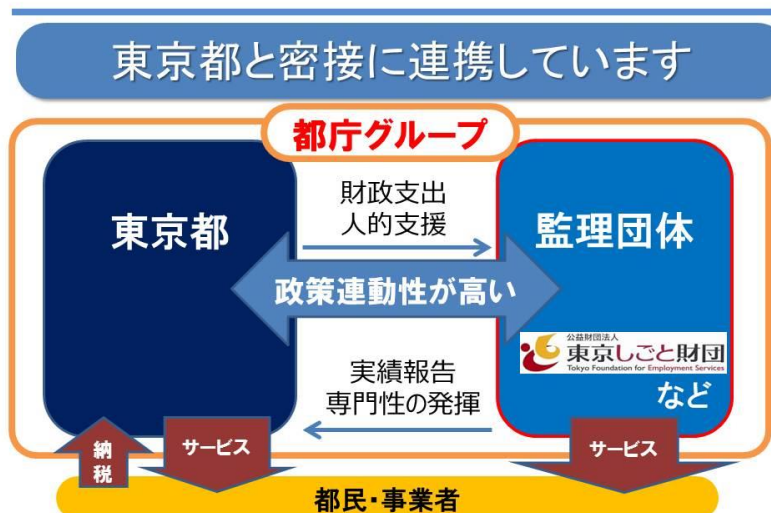 東京都と密接に連携しています
都庁グループ
東京都
財政支出
人的支援
監理団体
政策連動性が高い
公益財団法人
東京しごと財団
Tokyo Foundation for Employment Services
など
実績報告
専門性の発揮
納
税
サービス
サービス
都民・事業者